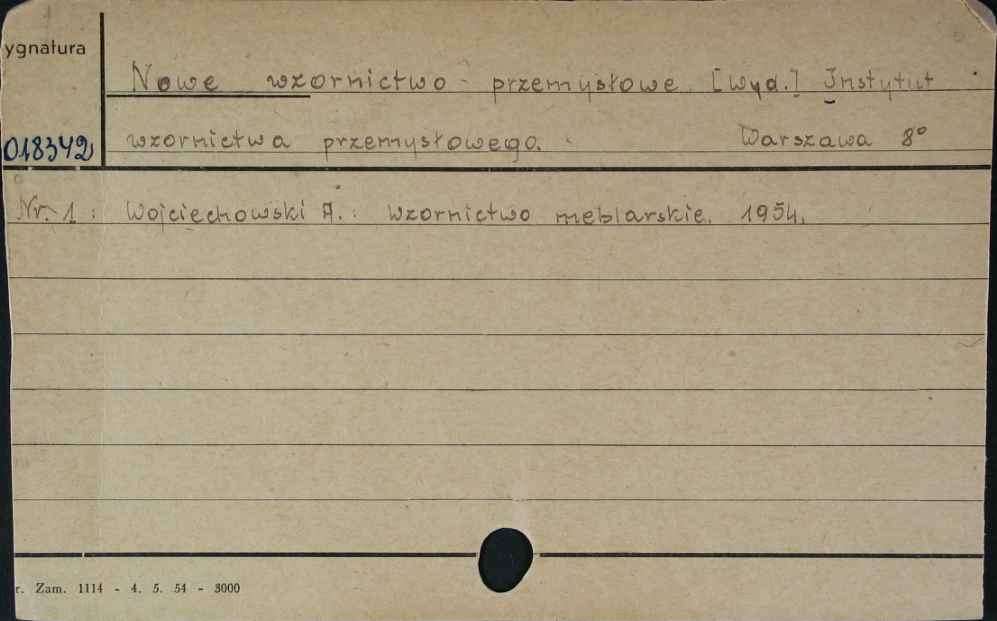 ygnatura
Nowe wzornictwo przemysłowe. [Wyd.] Instytut
018342 wzornictwa przemysłowego. Warszawa 8°
Nr. 1 : Wojciechowski A. : Wzornictwo meblarskie. 1954.
r. Zam. 1114 - 4. 5. 54 - 3000